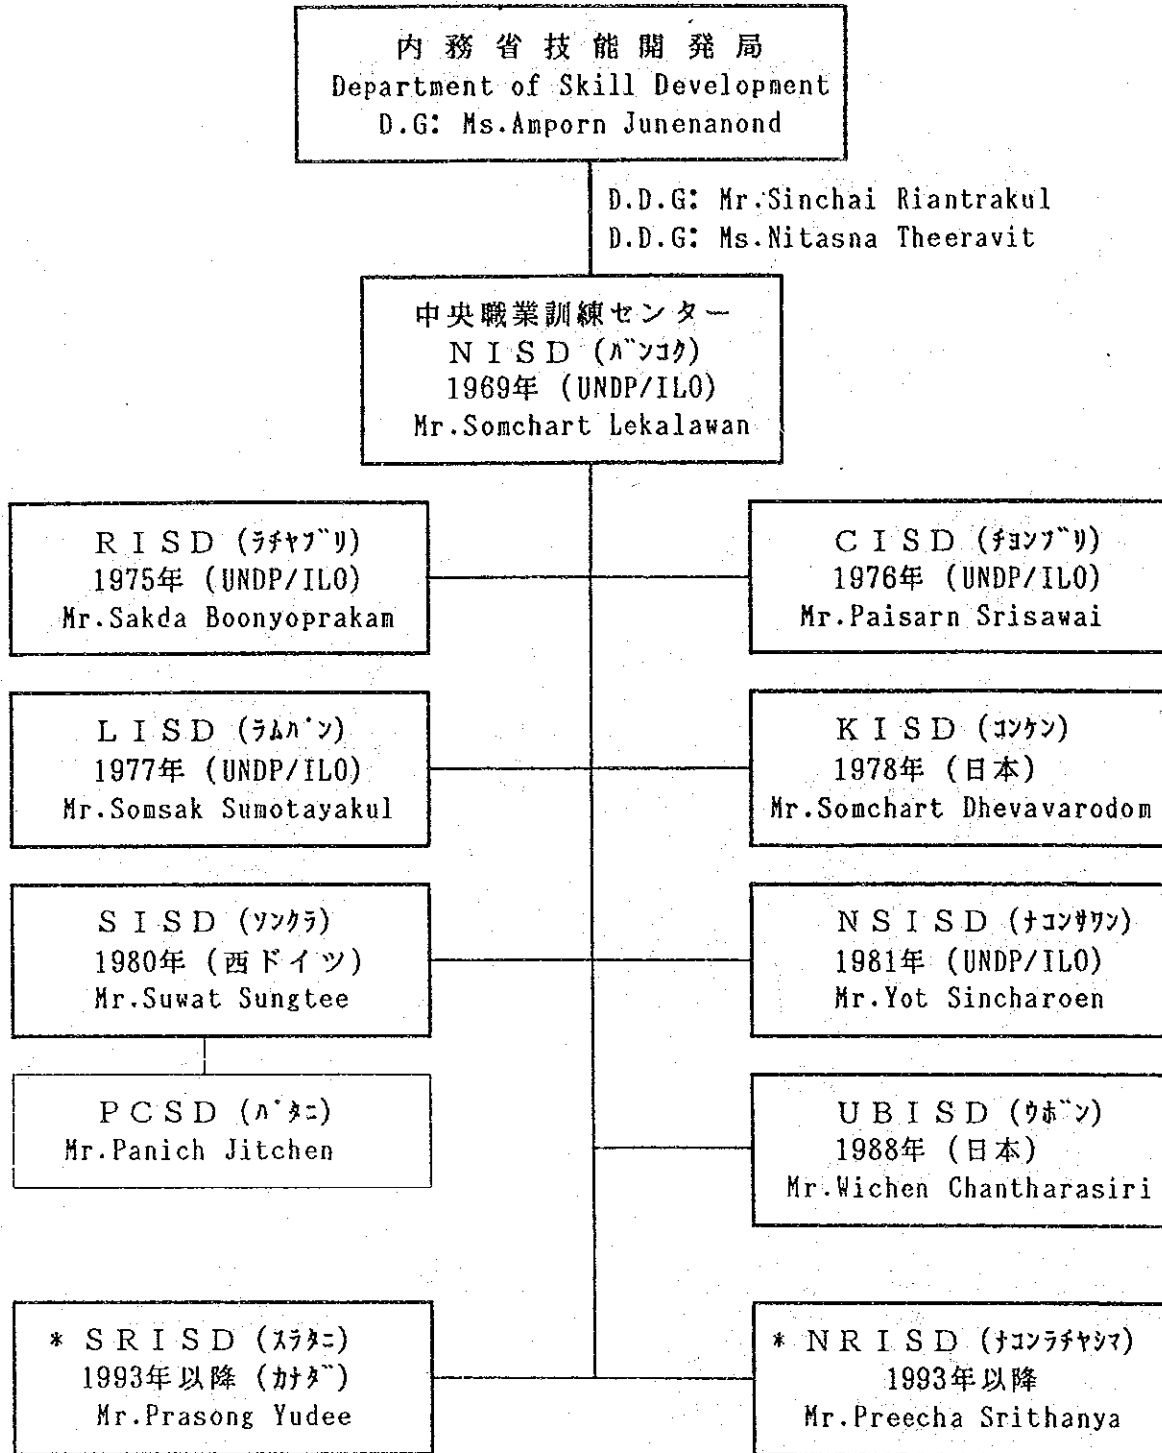 内務省技能開発局
Department of Skill Development
D.G: Ms.Amporn Junenanond
D.D.G: Mr.Sinchai Riantrakul
D.D.G: Ms.Nitasna Theeravit
中央職業訓練センター
NISD (ﾊﾞﾝｺｸ)
1969年 (UNDP/ILO)
Mr.Somchart Lekalawan
RISD (ﾗﾁﾔﾌﾞﾘ)
1975年 (UNDP/ILO)
Mr.Sakda Boonyoprakam
CISD (ﾁｮﾝﾌﾞﾘ)
1976年 (UNDP/ILO)
Mr.Paisarn Srisawai
LISD (ﾗﾑﾊﾟﾝ)
1977年 (UNDP/ILO)
Mr.Somsak Sumotayakul
KISD (ｺﾝｹﾝ)
1978年 (日本)
Mr.Somchart Dhevavarodom
SISD (ｿﾝｸﾗ)
1980年 (西ドイツ)
Mr.Suwat Sungtee
NSISD (ﾅｺﾝｻﾜﾝ)
1981年 (UNDP/ILO)
Mr.Yot Sincharoen
PCSD (ﾊﾟﾀﾆ)
Mr.Panich Jitchen
UBISD (ｳﾎﾞﾝ)
1988年 (日本)
Mr.Wichen Chantharasiri
* SRISD (ｽﾗﾀﾆ)
1993年以降 (ｶﾅﾀﾞ)
Mr.Prasong Yudee
* NRISD (ﾅｺﾝﾗﾁﾔｼﾏ)
1993年以降
Mr.Preecha Srithanya